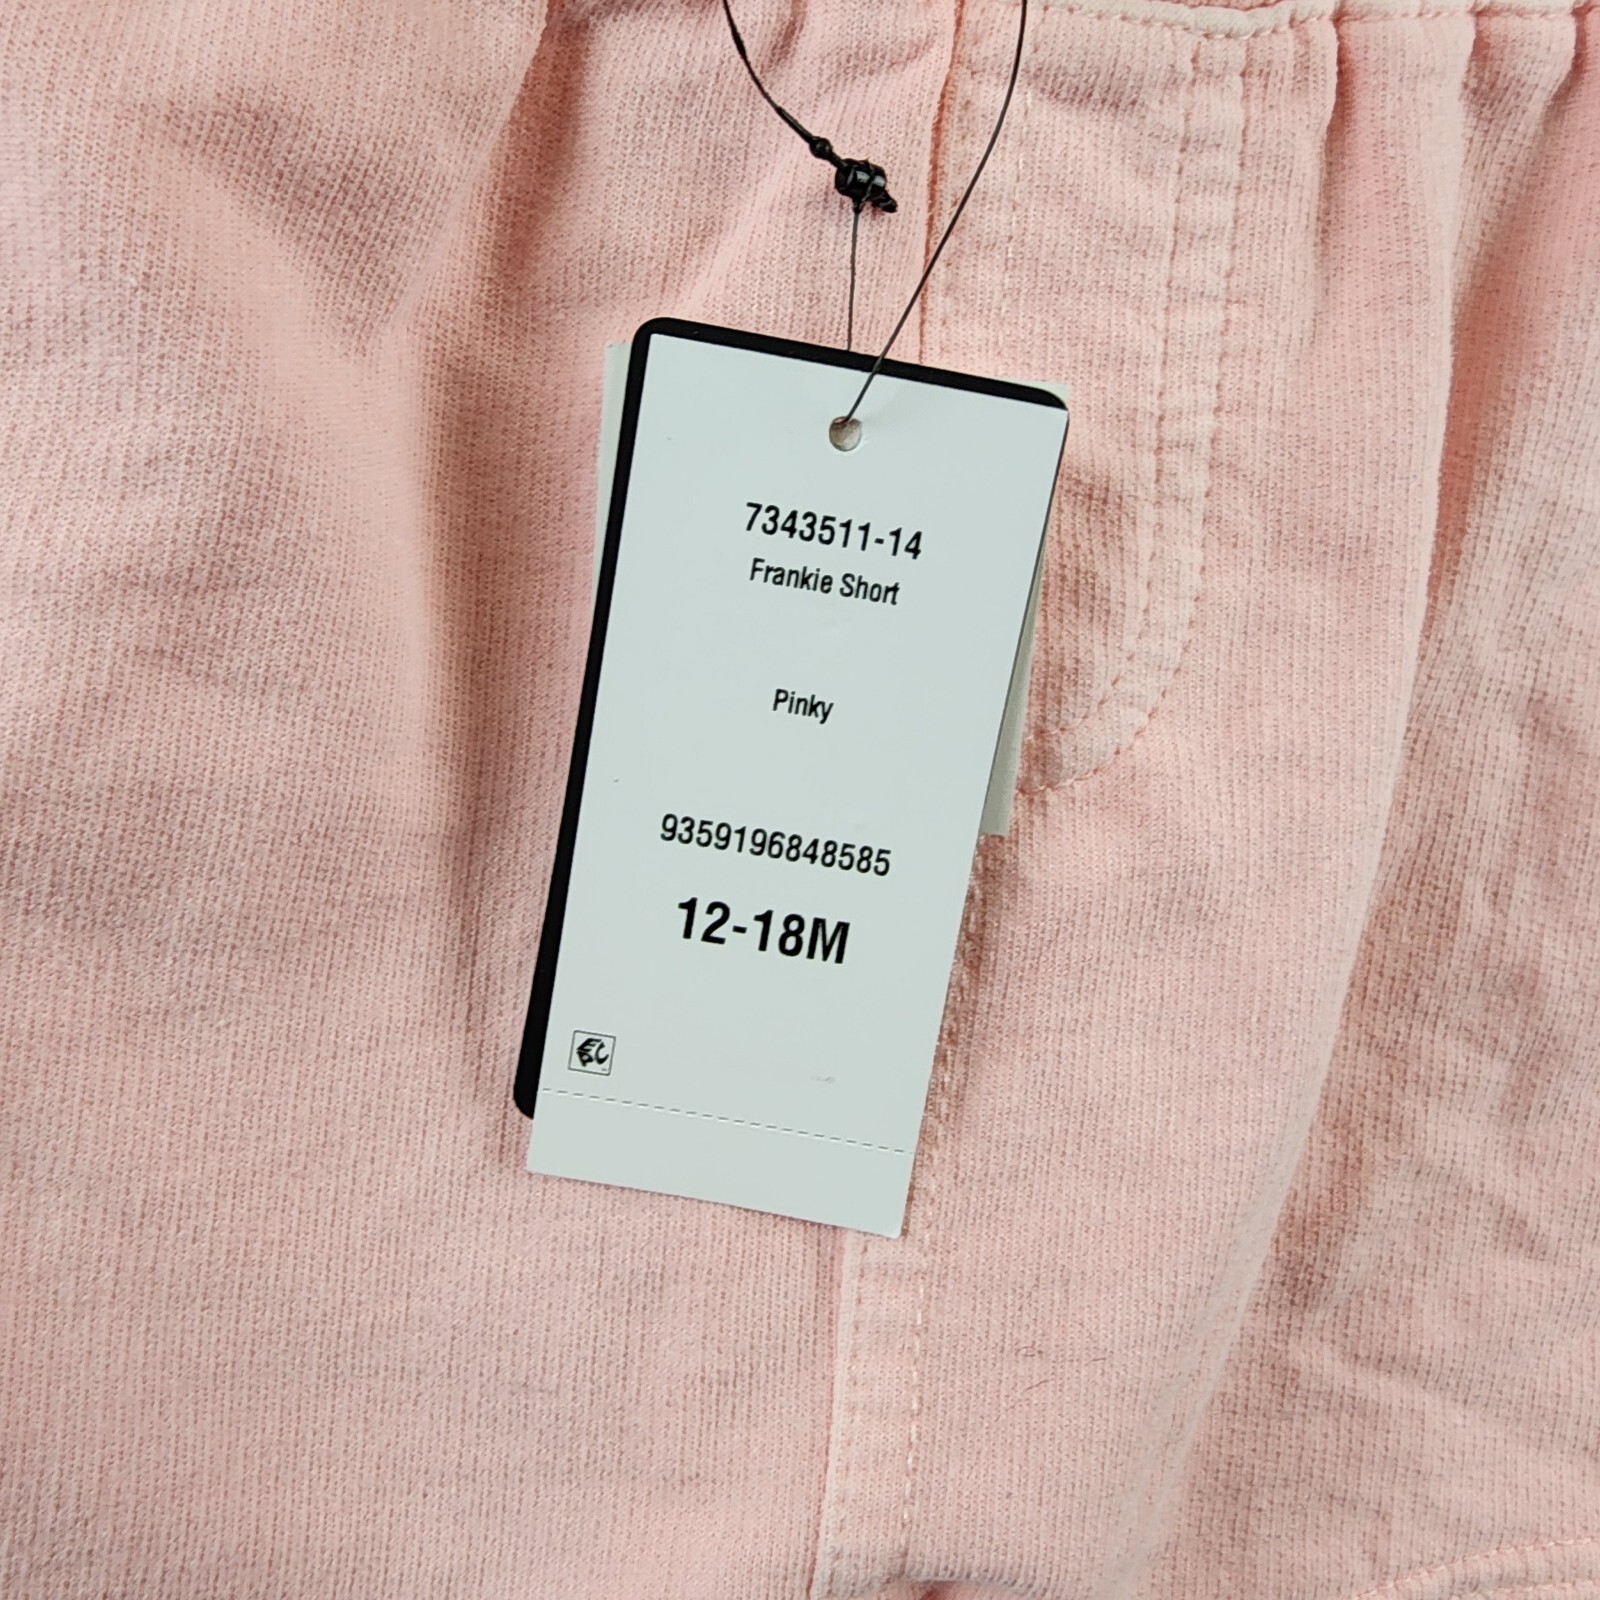 7343511-14
Frankie Short
Pinky
9359196848585
12-18M